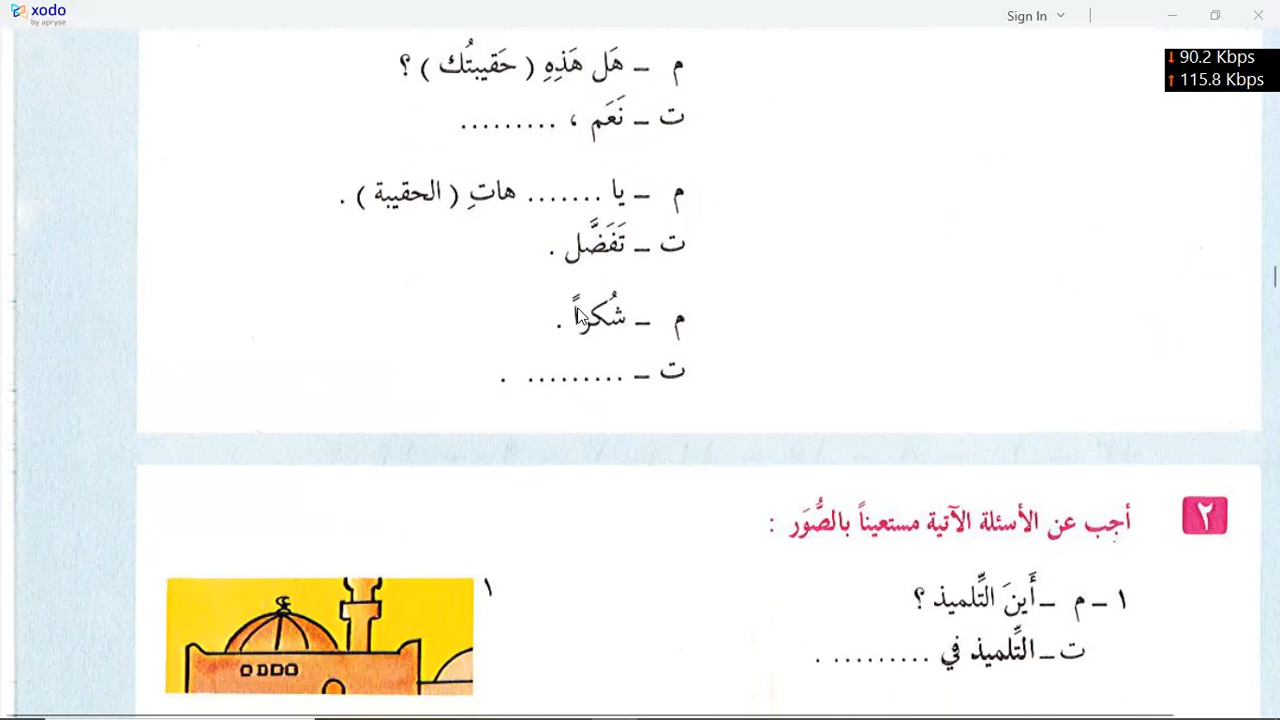 xodo
by apryse
Sign In
90.2 Kbps
115.8 Kbps
م – هَل هَذِهِ ( حَقيبتُك ) ؟
ت – نَعَم ، .........
م – يا ....... هاتِ ( الحقيبة ) .
ت – تَفَضَّل .
م – شُكراً .
ت – ......... .
٢ أجب عن الأسئلة الآتية مستعيناً بالصُّوَر :
١ – م – أَينَ التِّلميذ ؟
ت – التِّلميذ في ......... .
١